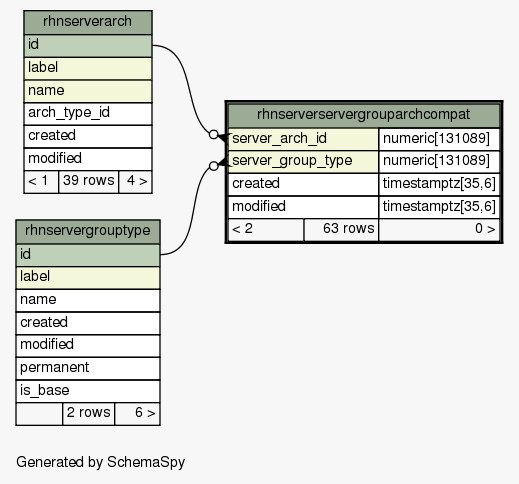 rhnserverarch
id
label
name
arch_type_id
created
modified
< 1 39 rows 4 >
rhnserverservergrouparchcompat
server_arch_id numeric[131089]
server_group_type numeric[131089]
created timestamptz[35,6]
modified timestamptz[35,6]
< 2 63 rows 0 >
rhnservergrouptype
id
label
name
created
modified
permanent
is_base
2 rows 6 >
Generated by SchemaSpy